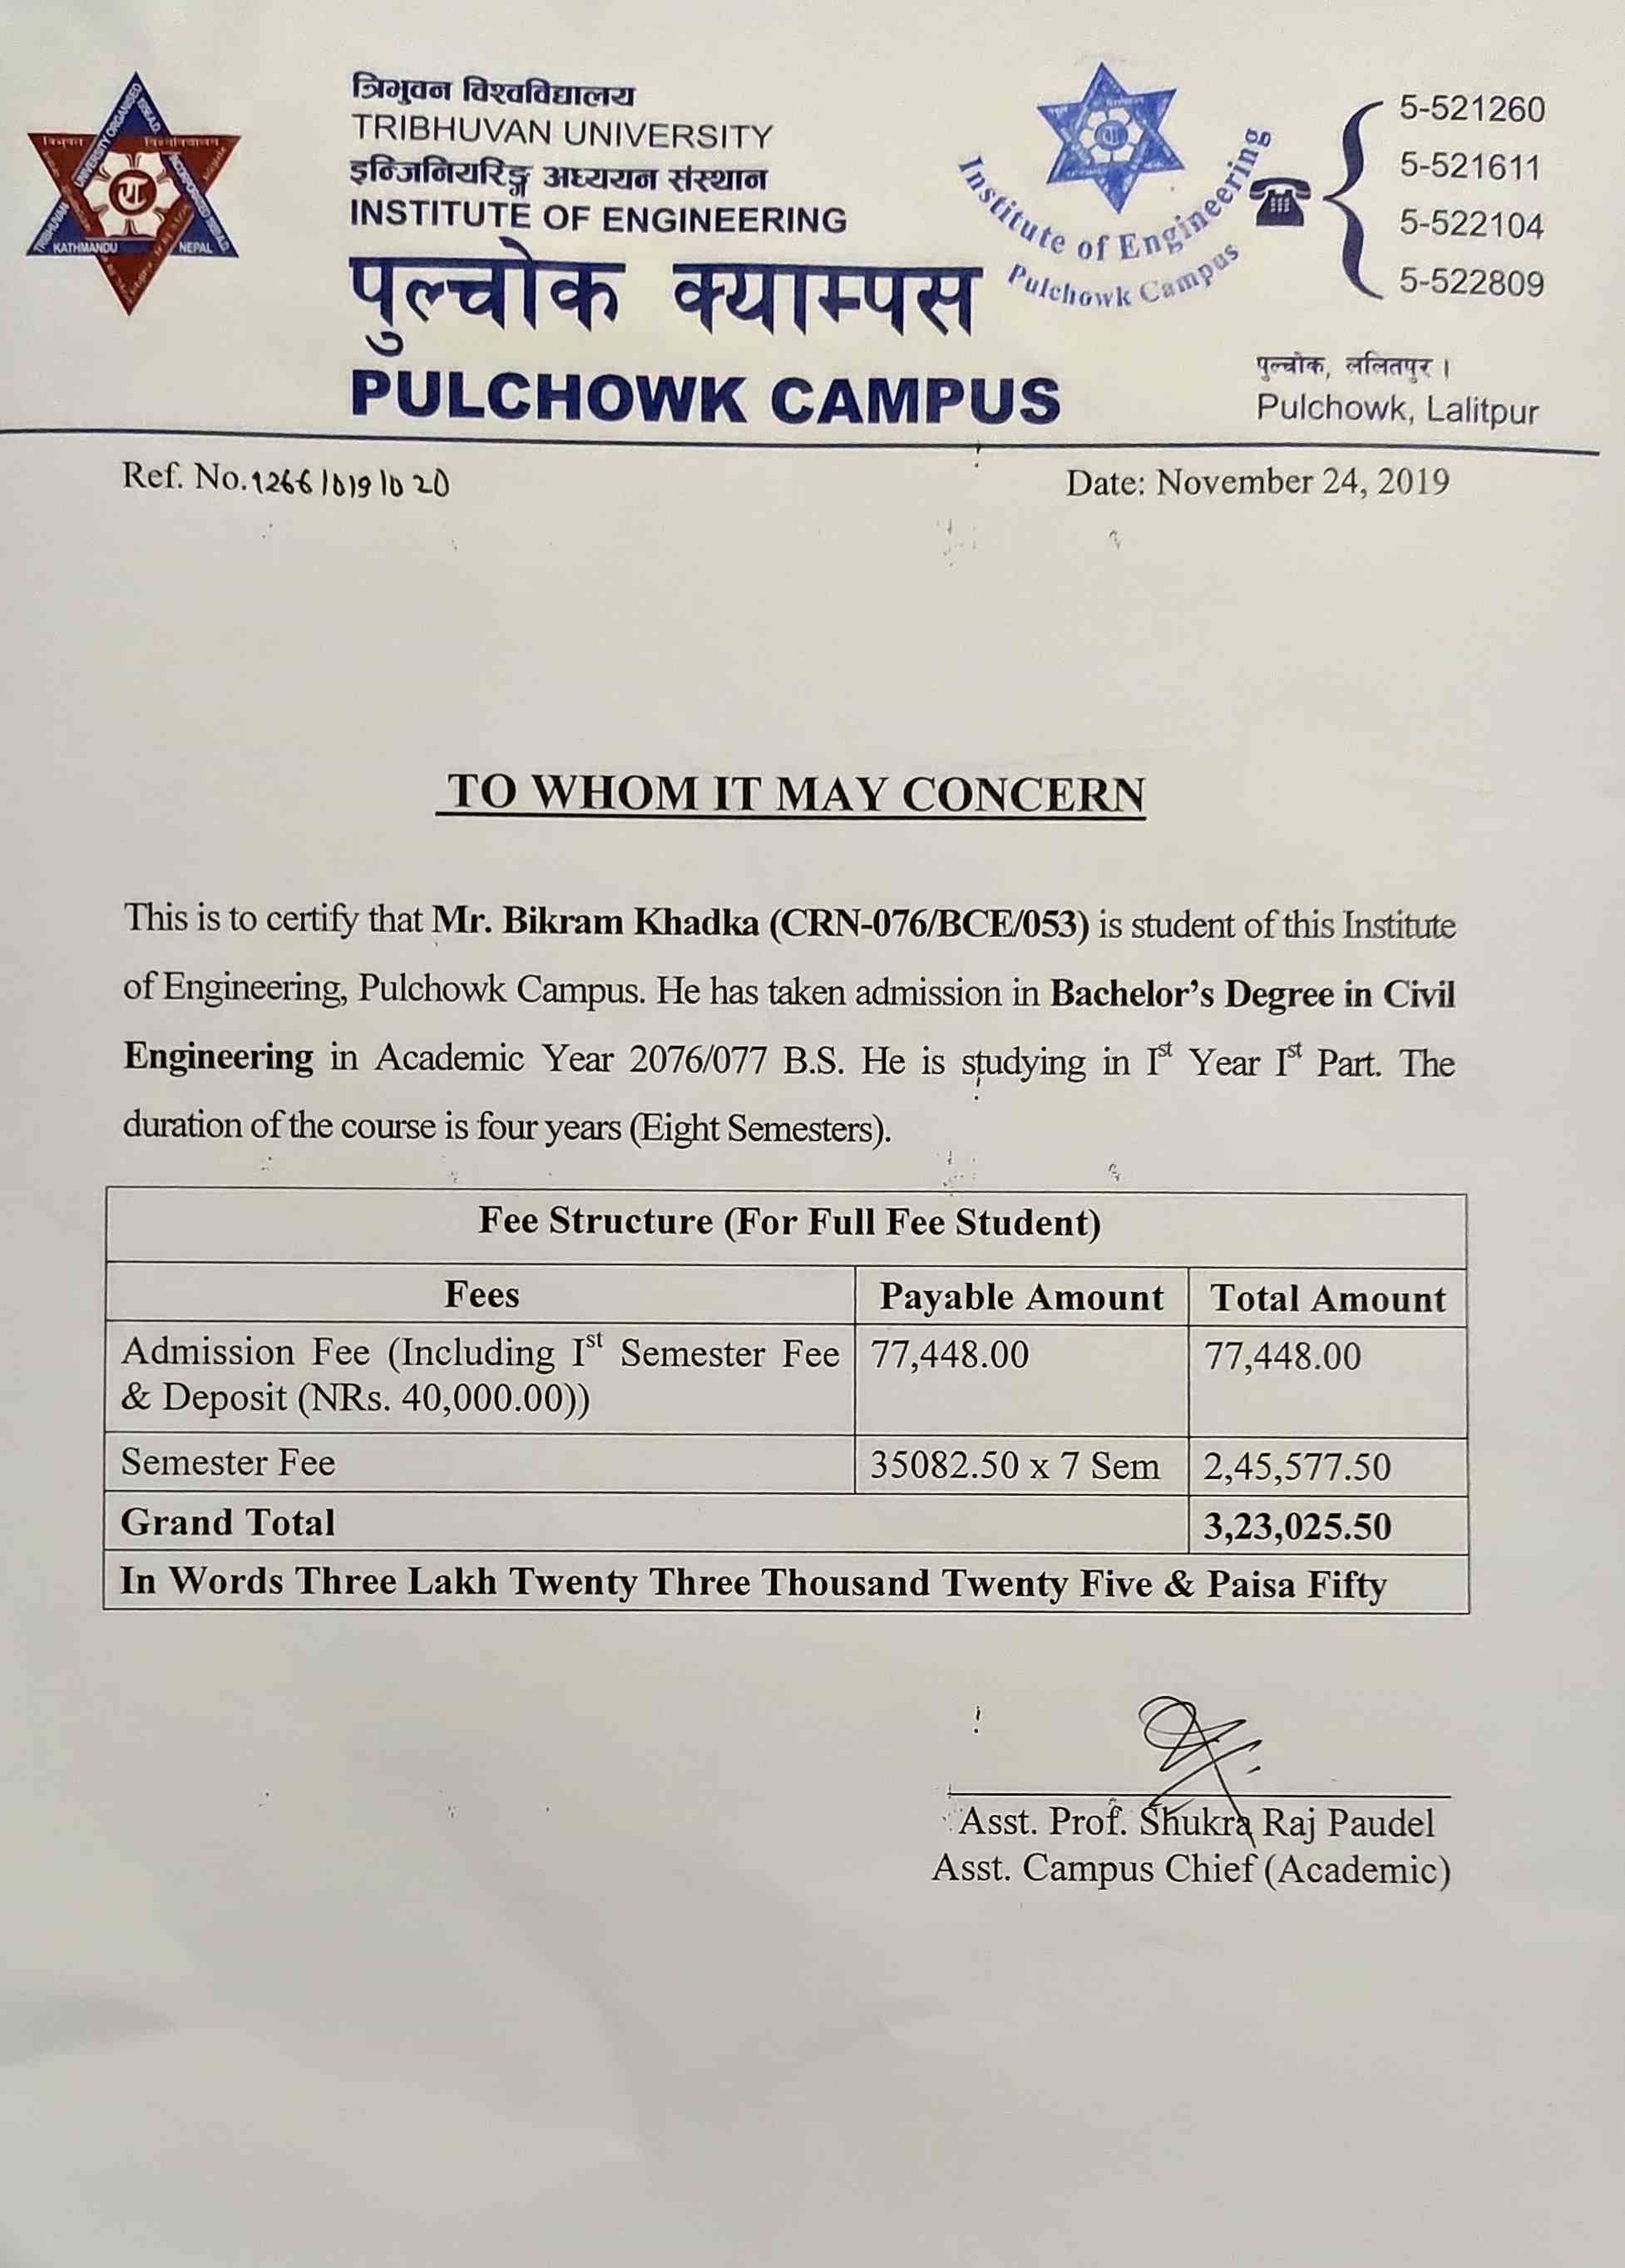 त्रिभुवन विश्वविद्यालय
TRIBHUVAN UNIVERSITY
इन्जिनियरिङ्ग अध्ययन संस्थान
INSTITUTE OF ENGINEERING
पुल्चोक क्याम्पस
PULCHOWK CAMPUS
TRIBHUVAN UNIVERSITY ORGANISED
KATHMANDU NEPAL
Institute of Engineering
Pulchowk Campus
5-521260
5-521611
5-522104
5-522809
पुल्चोक, ललितपुर ।
Pulchowk, Lalitpur
Ref. No. 1266/019/020
Date: November 24, 2019
TO WHOM IT MAY CONCERN
This is to certify that Mr. Bikram Khadka (CRN-076/BCE/053) is student of this Institute
of Engineering, Pulchowk Campus. He has taken admission in Bachelor's Degree in Civil
Engineering in Academic Year 2076/077 B.S. He is studying in Ist Year Ist Part. The
duration of the course is four years (Eight Semesters).
Fee Structure (For Full Fee Student)
Fees Payable Amount Total Amount
Admission Fee (Including Ist Semester Fee 77,448.00 77,448.00
& Deposit (NRs. 40,000.00))
Semester Fee 35082.50 x 7 Sem 2,45,577.50
Grand Total 3,23,025.50
In Words Three Lakh Twenty Three Thousand Twenty Five & Paisa Fifty
Asst. Prof. Shukra Raj Paudel
Asst. Campus Chief (Academic)